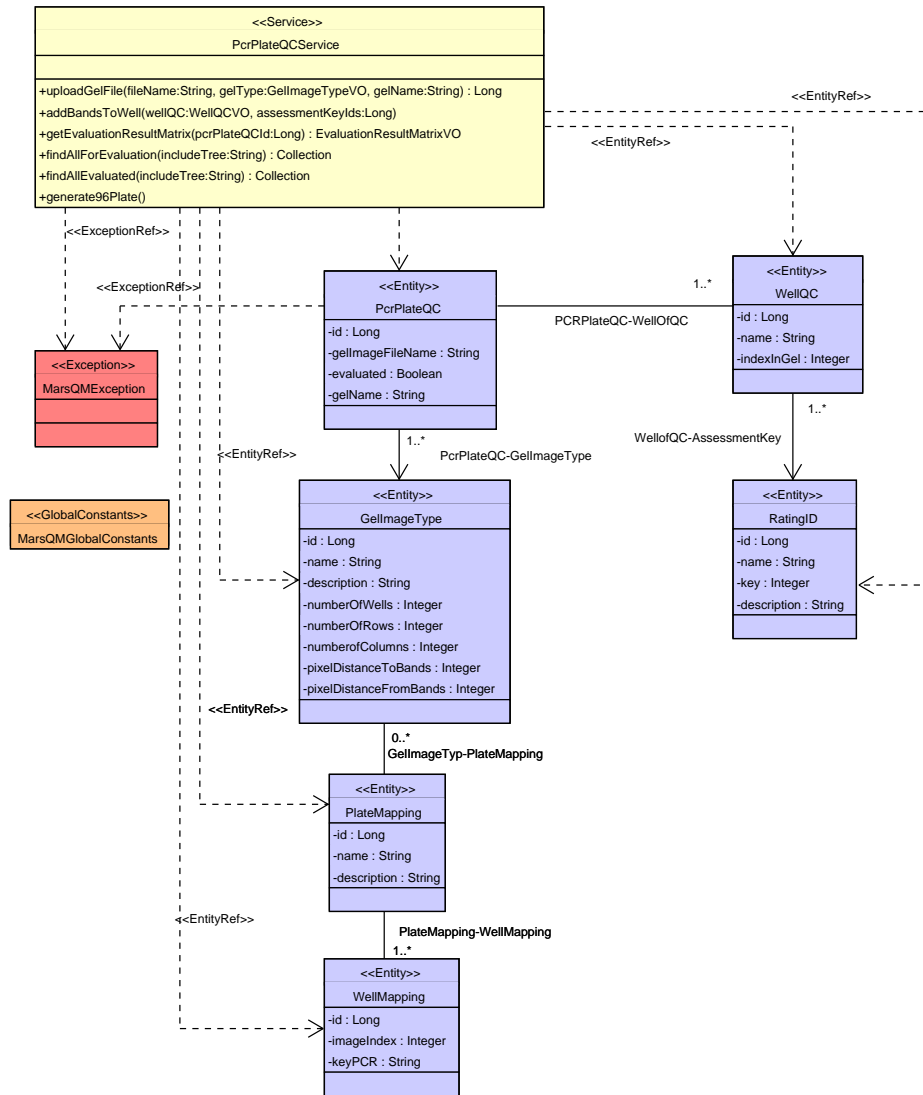 <<Service>>
PcrPlateQCService
+uploadGelFile(fileName:String, gelType:GelImageTypeVO, gelName:String) : Long
+addBandsToWell(wellQC:WellQCVO, assessmentKeyIds:Long)
+getEvaluationResultMatrix(pcrPlateQCId:Long) : EvaluationResultMatrixVO
+findAllForEvaluation(includeTree:String) : Collection
+findAllEvaluated(includeTree:String) : Collection
+generate96Plate()
<<EntityRef>>
<<EntityRef>>
<<ExceptionRef>>
<<ExceptionRef>>
<<Entity>>
PcrPlateQC
-id : Long
-gelImageFileName : String
-evaluated : Boolean
-gelName : String
1..*
PCRPlateQC-WellOfQC
<<Entity>>
WellQC
-id : Long
-name : String
-indexInGel : Integer
<<Exception>>
MarsQMException
1..*
PcrPlateQC-GelImageType
1..*
WellofQC-AssessmentKey
<<EntityRef>>
<<GlobalConstants>>
MarsQMGlobalConstants
<<Entity>>
GelImageType
-id : Long
-name : String
-description : String
-numberOfWells : Integer
-numberOfRows : Integer
-numberofColumns : Integer
-pixelDistanceToBands : Integer
-pixelDistanceFromBands : Integer
<<Entity>>
RatingID
-id : Long
-name : String
-key : Integer
-description : String
<<EntityRef>>
0..*
GelImageTyp-PlateMapping
<<Entity>>
PlateMapping
-id : Long
-name : String
-description : String
<<EntityRef>>
PlateMapping-WellMapping
1..*
<<Entity>>
WellMapping
-id : Long
-imageIndex : Integer
-keyPCR : String